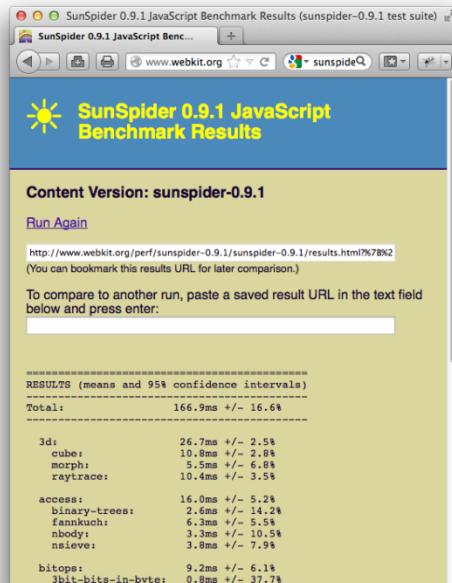 SunSpider 0.9.1 JavaScript Benchmark Results (sunspider-0.9.1 test suite)
SunSpider 0.9.1 JavaScript Benc...
www.webkit.org
sunspide
SunSpider 0.9.1 JavaScript
Benchmark Results
Content Version: sunspider-0.9.1
Run Again
http://www.webkit.org/perf/sunspider-0.9.1/sunspider-0.9.1/results.html?%7B%2
(You can bookmark this results URL for later comparison.)
To compare to another run, paste a saved result URL in the text field
below and press enter:
============================================
RESULTS (means and 95% confidence intervals)
--------------------------------------------
Total: 166.9ms +/- 16.6%
--------------------------------------------
3d: 26.7ms +/- 2.5%
cube: 10.8ms +/- 2.8%
morph: 5.5ms +/- 6.8%
raytrace: 10.4ms +/- 3.5%
access: 16.0ms +/- 5.2%
binary-trees: 2.6ms +/- 14.2%
fannkuch: 6.3ms +/- 5.5%
nbody: 3.3ms +/- 10.5%
nsieve: 3.8ms +/- 7.9%
bitops: 9.2ms +/- 6.1%
3bit-bits-in-byte: 0.8ms +/- 37.7%